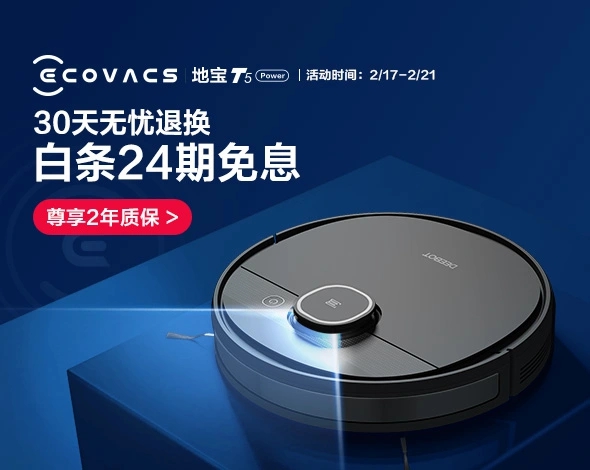 ECOVACS | 地宝 T5 Power | 活动时间：2/17-2/21
30天无忧退换
白条24期免息
尊享2年质保 >
DEEBOT